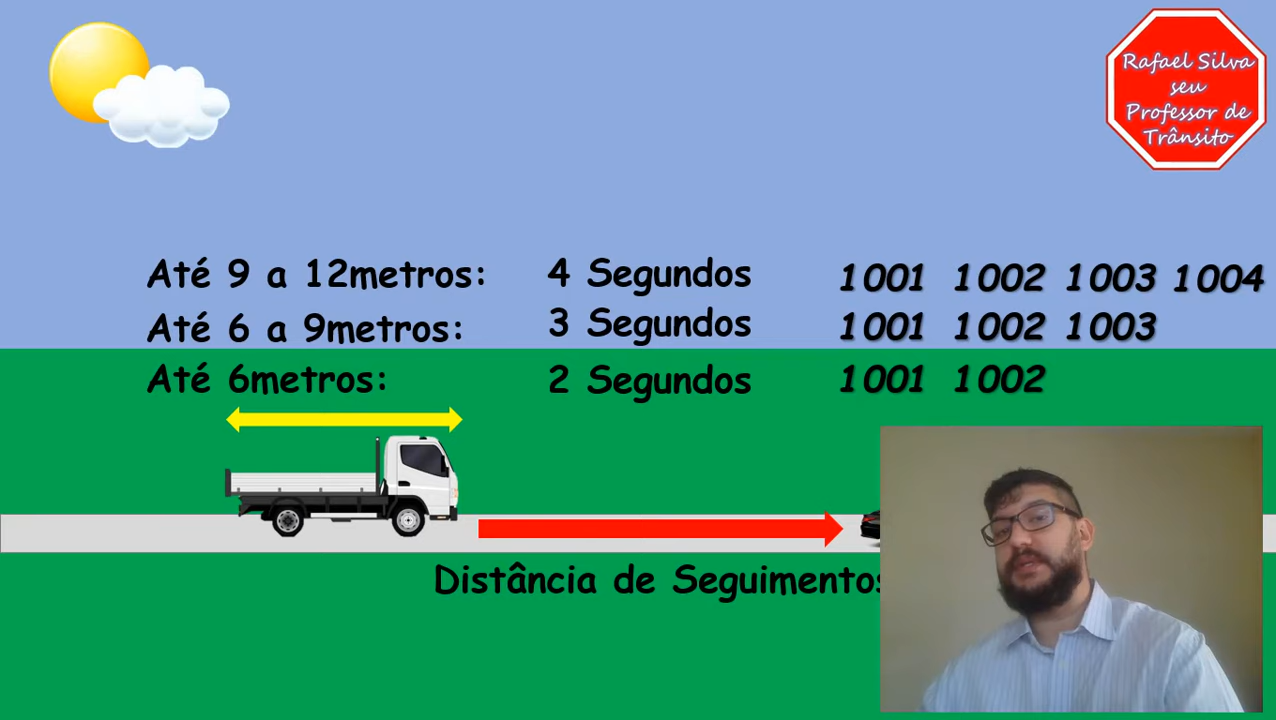 Rafael Silva
seu
Professor de
Trânsito
Até 9 a 12metros: 4 Segundos 1001 1002 1003 1004
Até 6 a 9metros: 3 Segundos 1001 1002 1003
Até 6metros: 2 Segundos 1001 1002
Distância de Seguimentos